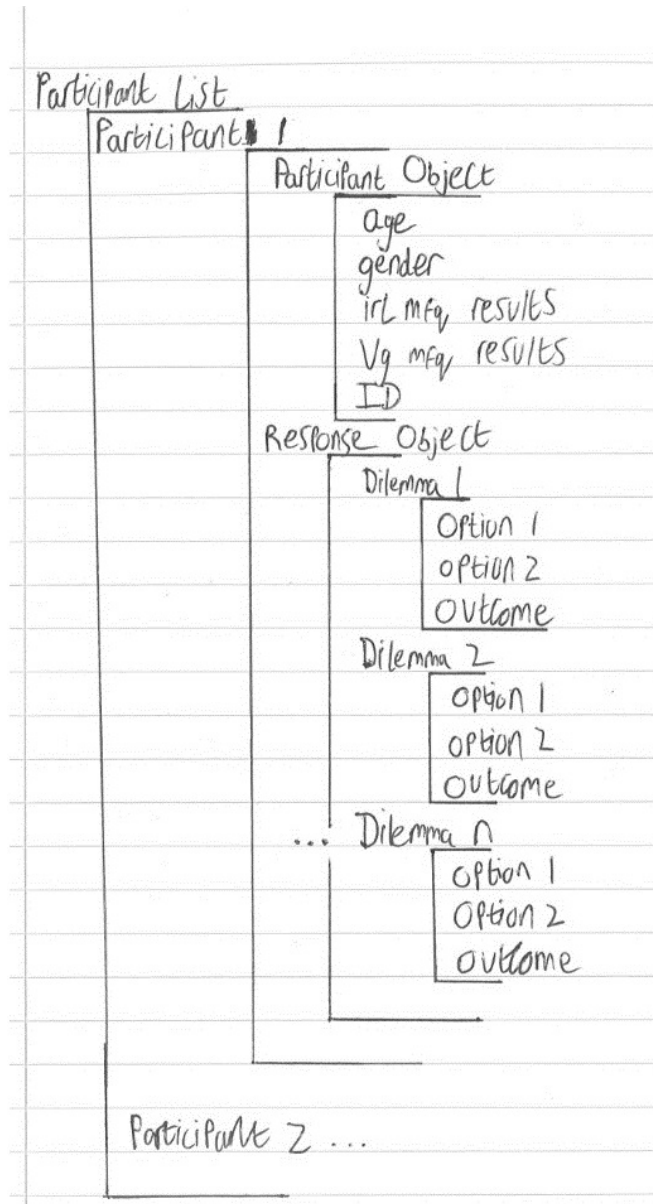 Participant List
Participant 1
Participant Object
age
gender
irl mfq results
Vg mfq results
ID
Response Object
Dilemma 1
Option 1
option 2
Outcome
Dilemma 2
option 1
option 2
outcome
... Dilemma n
option 1
Option 2
outcome
Participant 2 ...